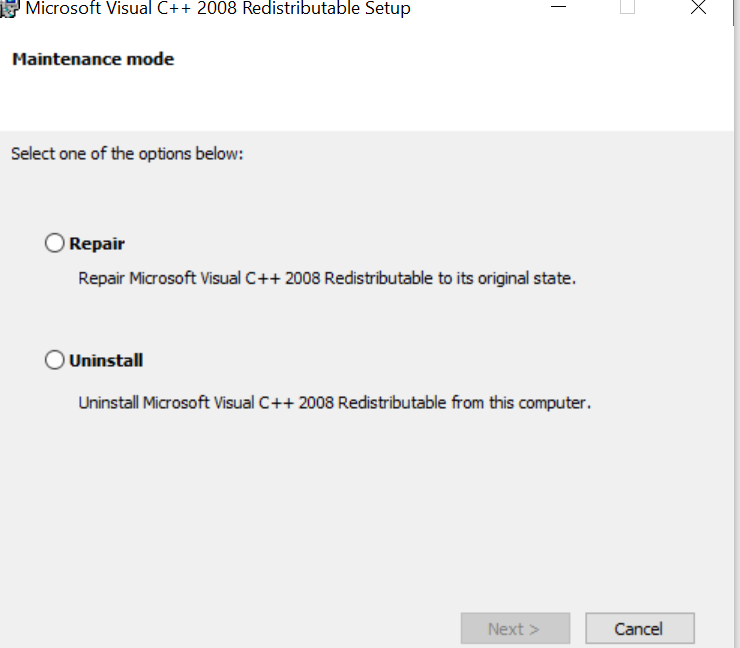 Microsoft Visual C++ 2008 Redistributable Setup
Maintenance mode
Select one of the options below:
Repair
Repair Microsoft Visual C++ 2008 Redistributable to its original state.
Uninstall
Uninstall Microsoft Visual C++ 2008 Redistributable from this computer.
Next >
Cancel